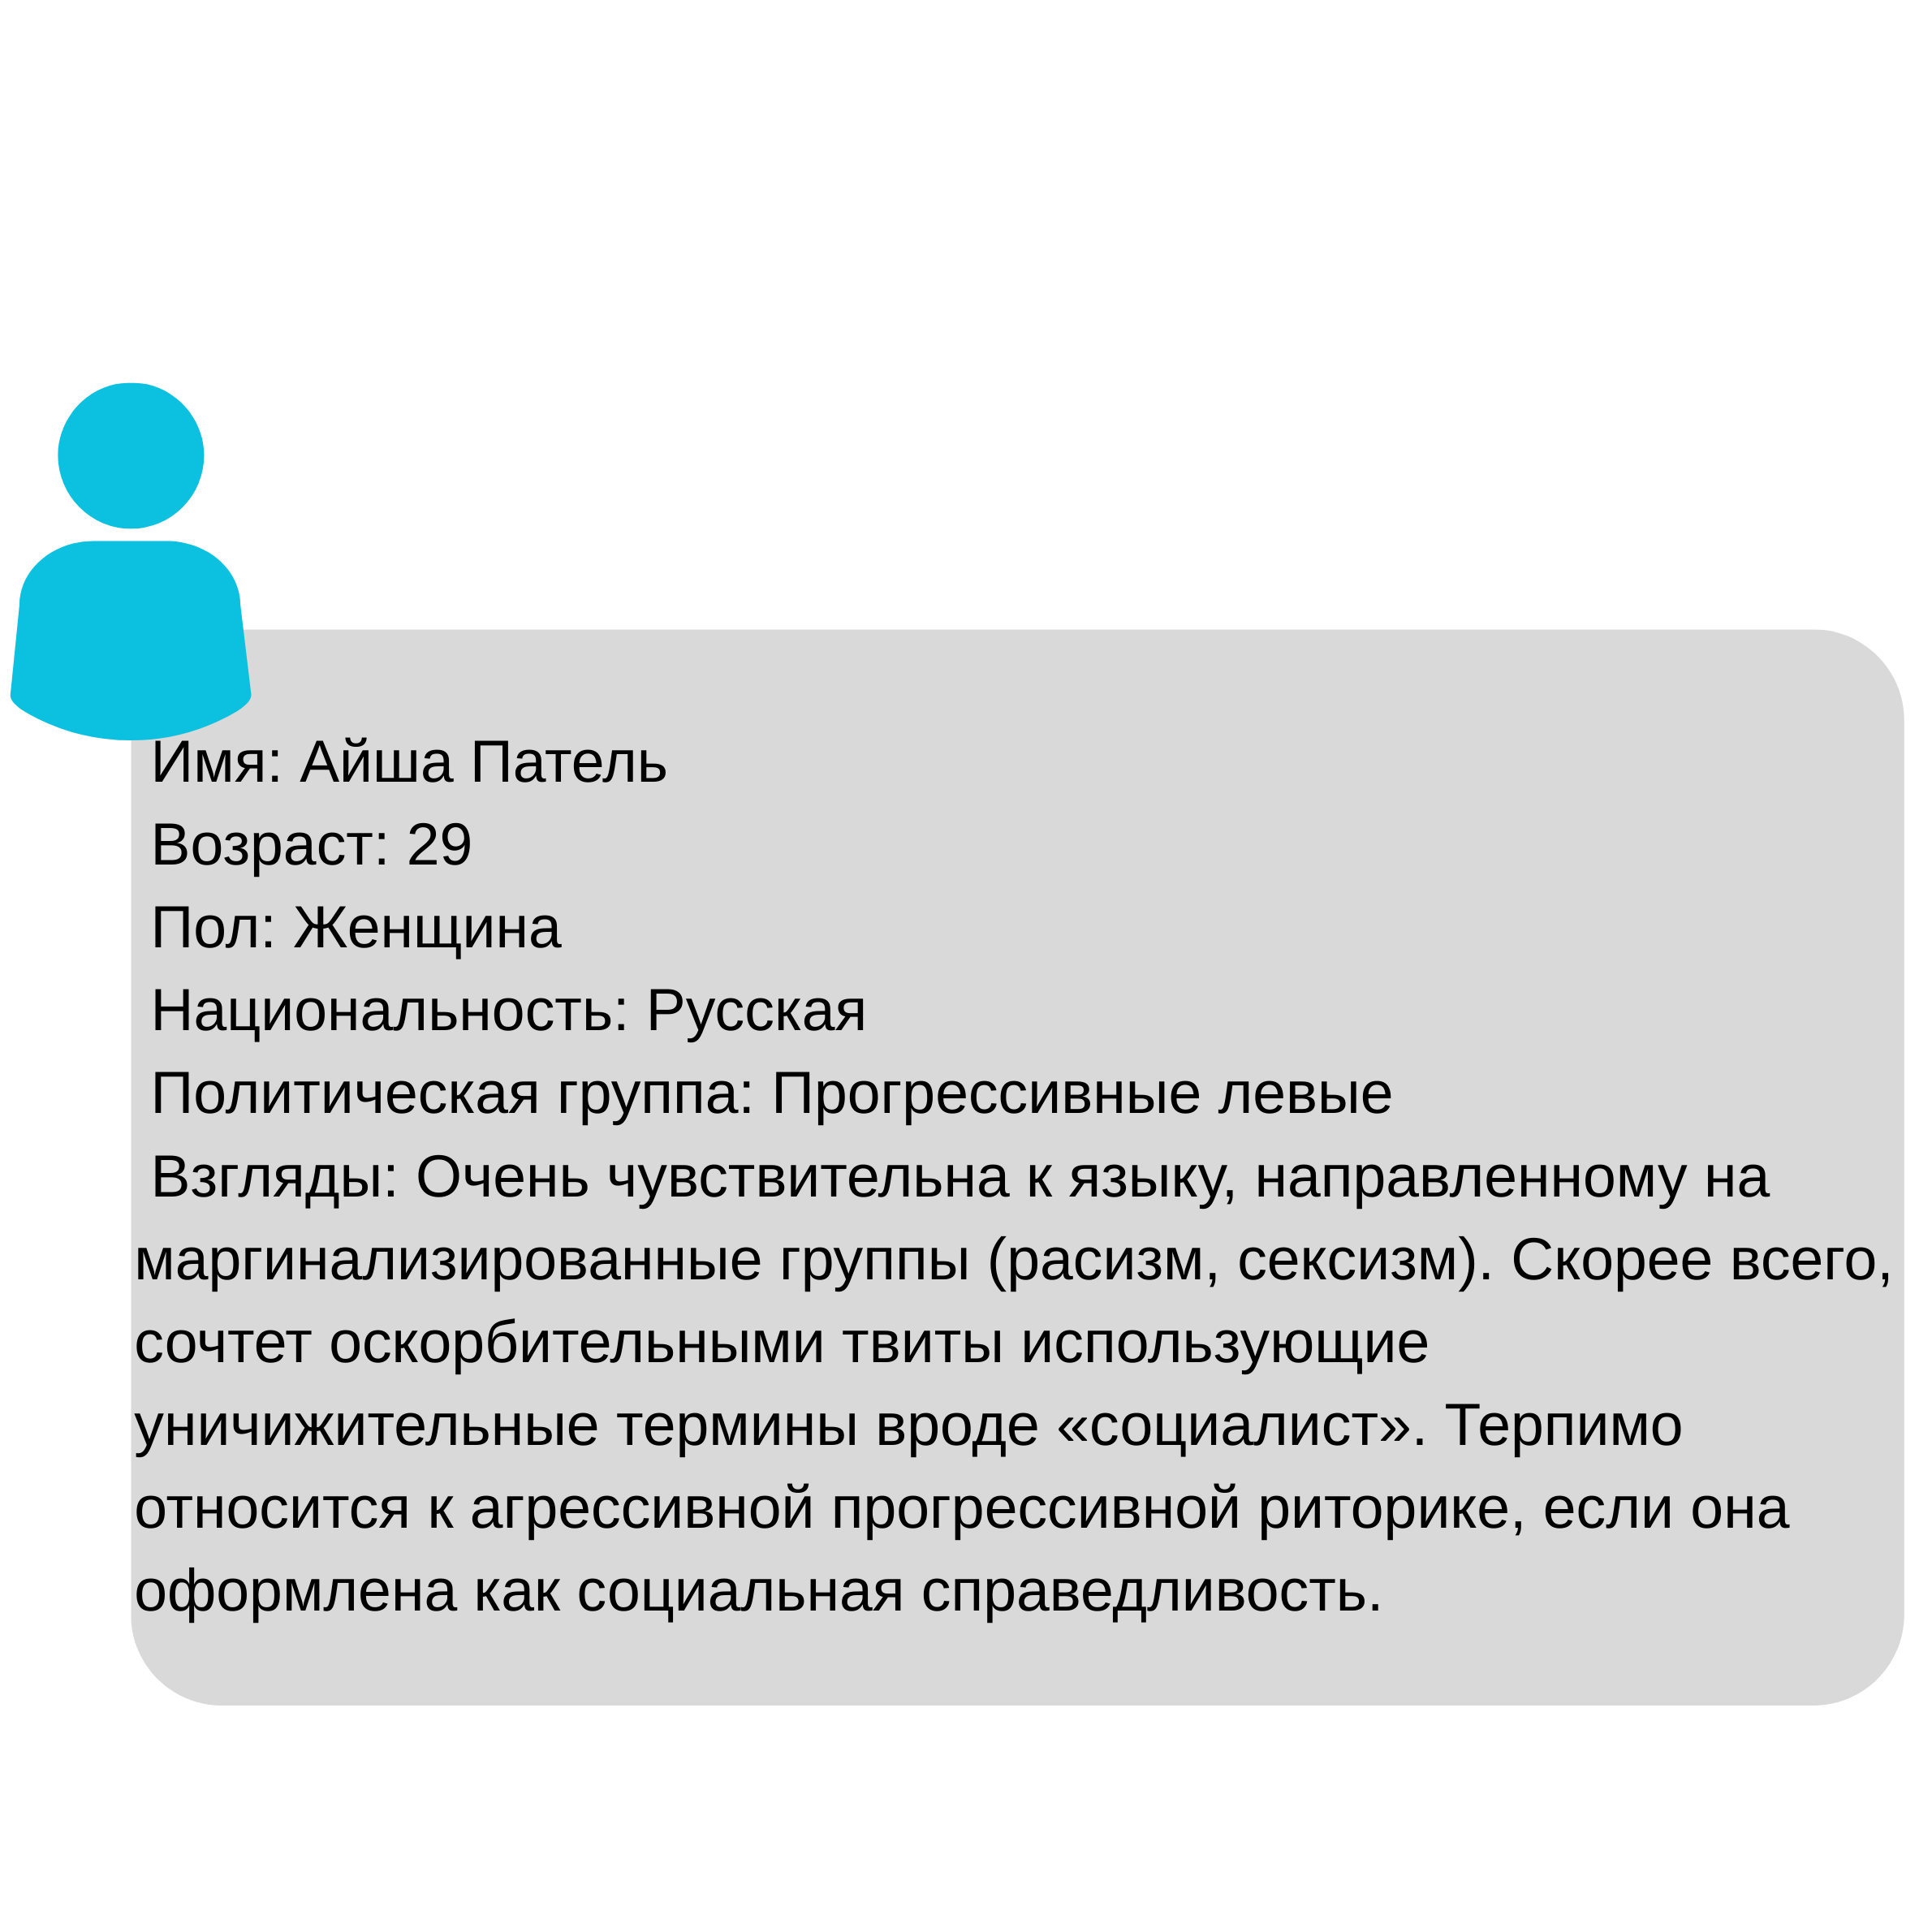 Имя: Айша Патель
Возраст: 29
Пол: Женщина
Национальность: Русская
Политическая группа: Прогрессивные левые
Взгляды: Очень чувствительна к языку, направленному на
маргинализированные группы (расизм, сексизм). Скорее всего,
сочтет оскорбительными твиты использующие
уничижительные термины вроде «социалист». Терпимо
относится к агрессивной прогрессивной риторике, если она
оформлена как социальная справедливость.